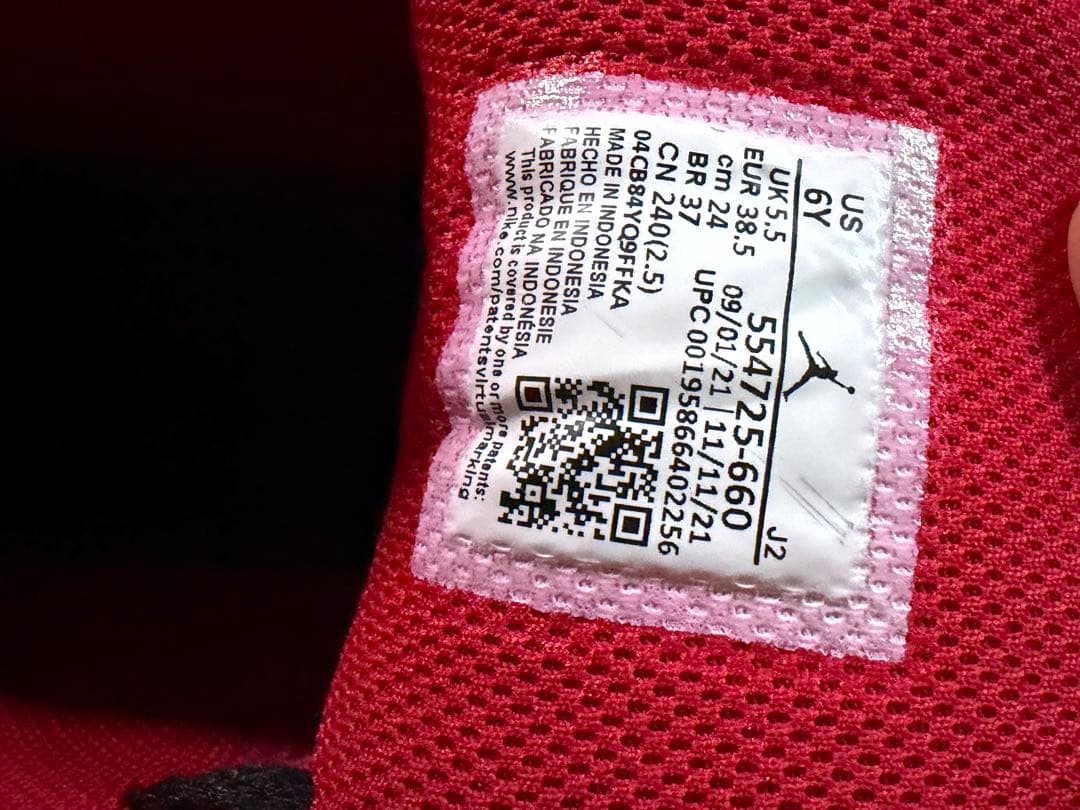 US
6Y
UK 5.5
EUR 38.5
cm 24
BR 37
CN 240(2.5)
J2
554725-660
09/01/21 | 11/11/21
UPC 00195866402256
04CB84YQ9FFKA
MADE IN INDONESIA
HECHO EN INDONESIA
FABRIQUE EN INDONESIE
FABRICADO NA INDONÉSIA
This product is covered by one or more patents:
www.nike.com/patentsvirtualmarking